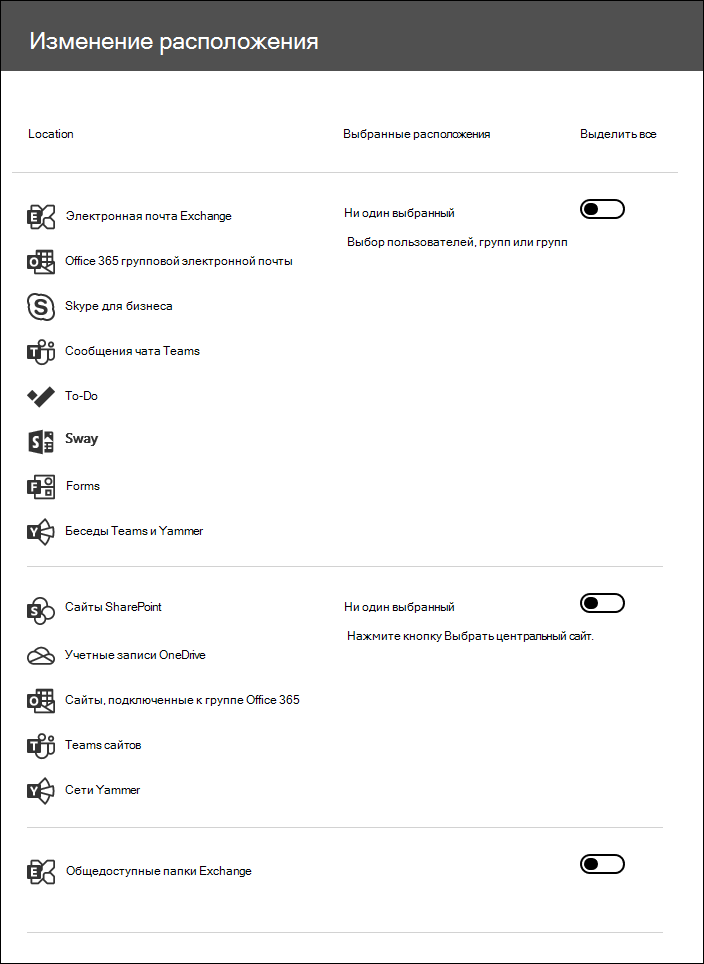 Изменение расположения
Location Выбранные расположения Выделить все
Электронная почта Exchange Ни один выбранный
Выбор пользователей, групп или групп
Office 365 групповой электронной почты
Skype для бизнеса
Сообщения чата Teams
To-Do
Sway
Forms
Беседы Teams и Yammer
Сайты SharePoint Ни один выбранный
Нажмите кнопку Выбрать центральный сайт.
Учетные записи OneDrive
Сайты, подключенные к группе Office 365
Teams сайтов
Сети Yammer
Общедоступные папки Exchange